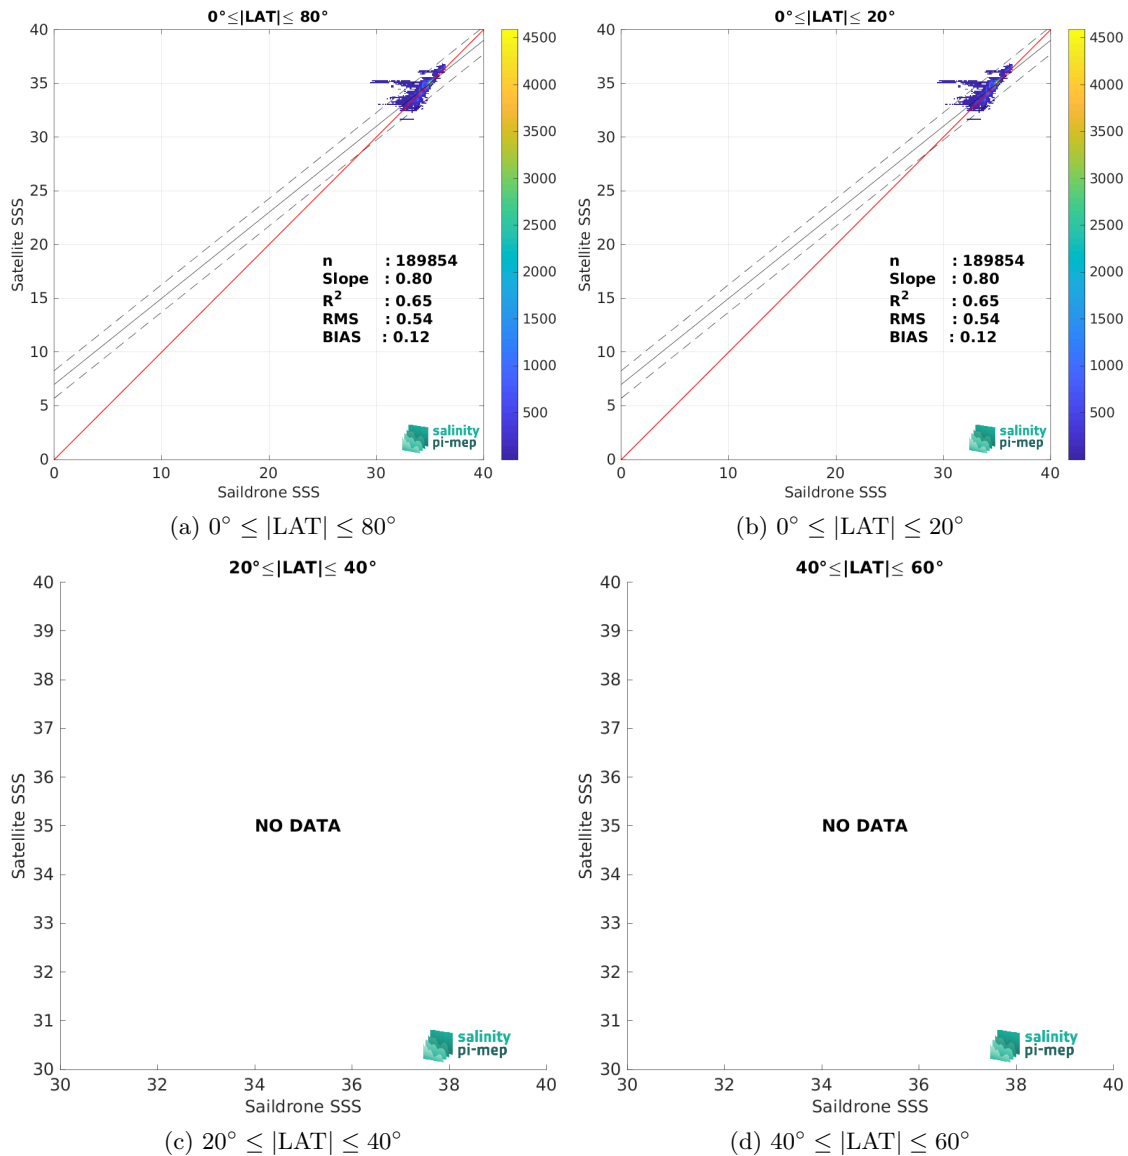 0°≤|LAT|≤ 80°
40
35
30
25
20
15
10
5
0
Satellite SSS
n : 189854
Slope : 0.80
R² : 0.65
RMS : 0.54
BIAS : 0.12
salinity
pi-mep
0 10 20 30 40
Saildrone SSS
4500
4000
3500
3000
2500
2000
1500
1000
500
(a) 0° ≤ |LAT| ≤ 80°
0°≤|LAT|≤ 20°
40
35
30
25
20
15
10
5
0
Satellite SSS
n : 189854
Slope : 0.80
R² : 0.65
RMS : 0.54
BIAS : 0.12
salinity
pi-mep
0 10 20 30 40
Saildrone SSS
4500
4000
3500
3000
2500
2000
1500
1000
500
(b) 0° ≤ |LAT| ≤ 20°
20°≤|LAT|≤ 40°
40
39
38
37
36
35
34
33
32
31
30
Satellite SSS
NO DATA
salinity
pi-mep
30 32 34 36 38 40
Saildrone SSS
(c) 20° ≤ |LAT| ≤ 40°
40°≤|LAT|≤ 60°
40
39
38
37
36
35
34
33
32
31
30
Satellite SSS
NO DATA
salinity
pi-mep
30 32 34 36 38 40
Saildrone SSS
(d) 40° ≤ |LAT| ≤ 60°